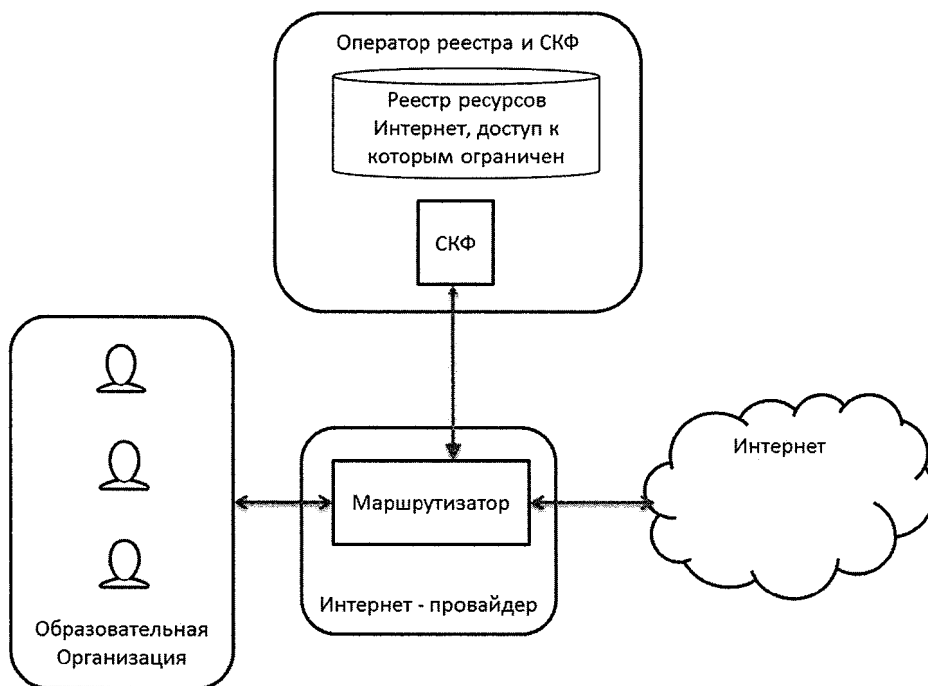 Оператор реестра и СКФ
Реестр ресурсов
Интернет, доступ к
которым ограничен
СКФ
Интернет
Маршрутизатор
Интернет - провайдер
Образовательная
Организация